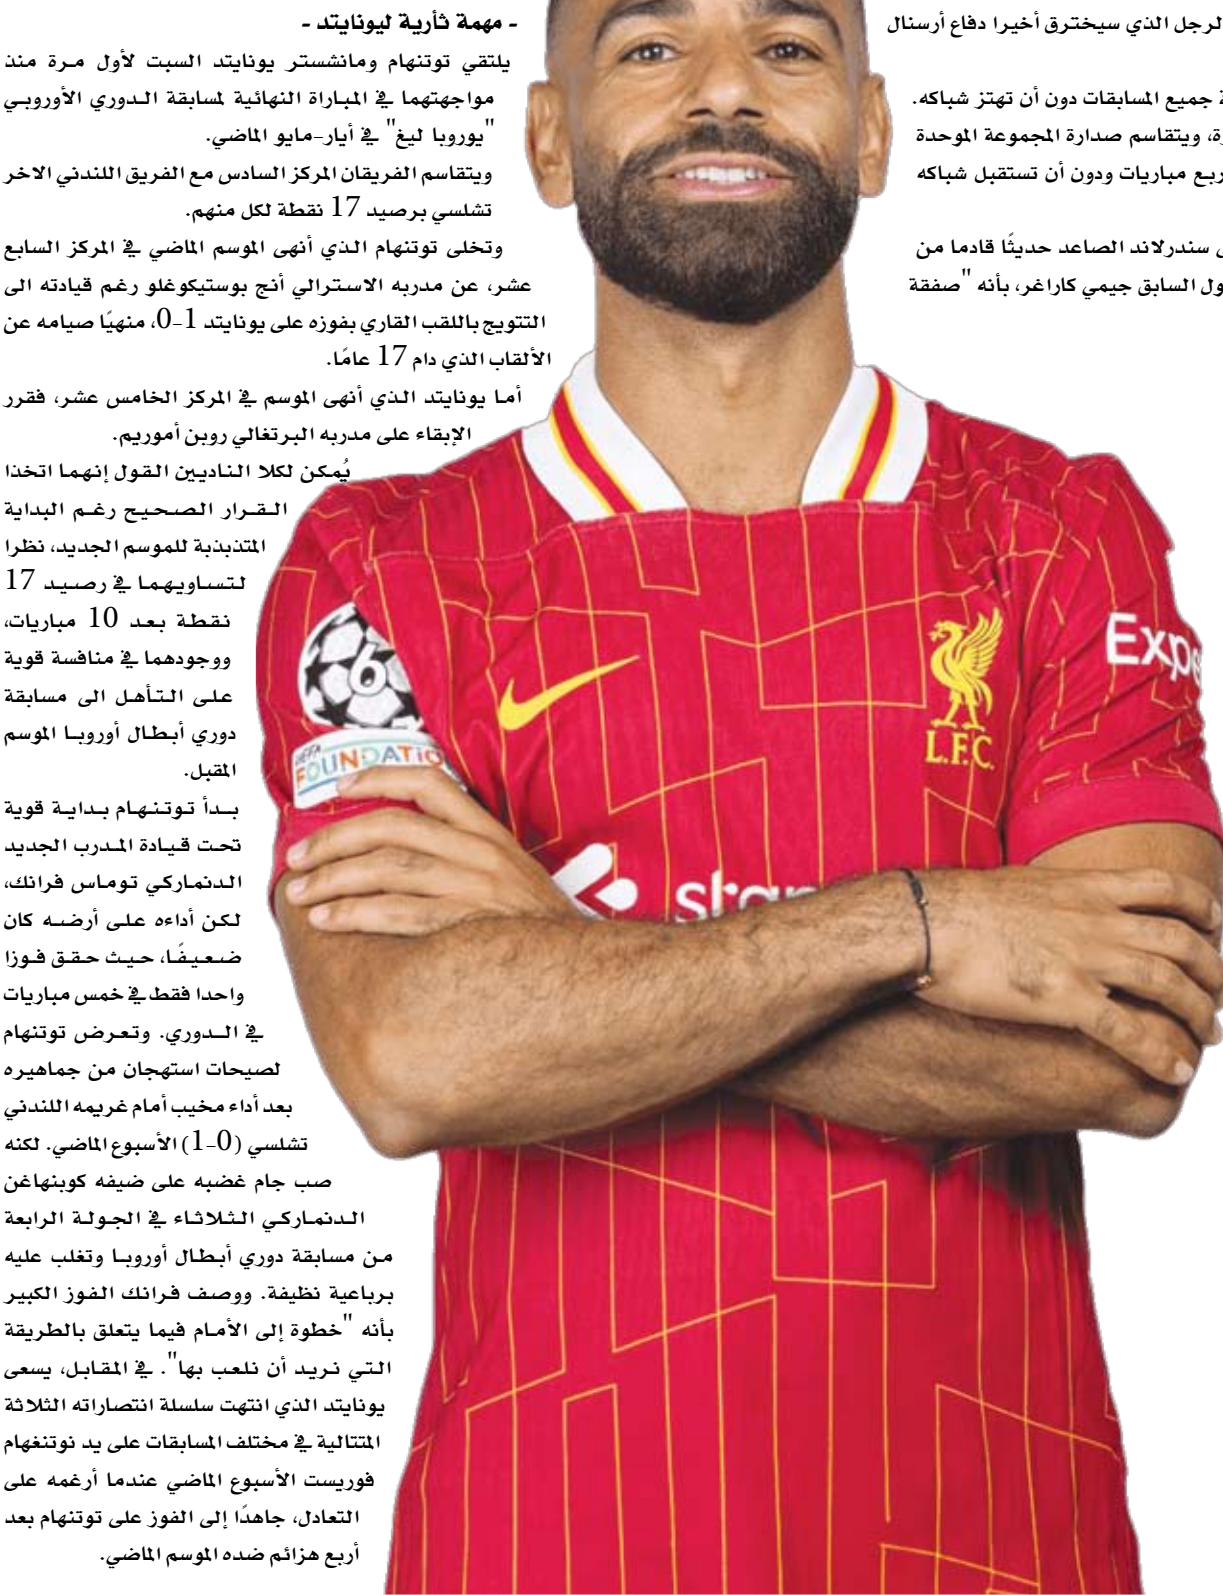 لرجل الذي سيخترق أخيرا دفاع أرسنال
جميع المسابقات دون أن تهتز شباكه.
رة، ويتقاسم صدارة المجموعة الموحدة
ربع مباريات ودون أن تستقبل شباكه
سندرلاند الصاعد حديثًا قادما من
ول السابق جيمي كاراغر، بأنه "صفقة
- مهمة ثأرية ليونايتد -
يلتقي توتنهام ومانشستر يونايتد السبت لأول مرة منذ
مواجهتهما في المباراة النهائية لمسابقة الدوري الأوروبي
"يوروبا ليغ" في أيار-مايو الماضي.
ويتقاسم الفريقان المركز السادس مع الفريق اللندني الاخر
تشلسي برصيد 17 نقطة لكل منهم.
وتخلى توتنهام الذي أنهى الموسم الماضي في المركز السابع
عشر، عن مدربه الاسترالي أنج بوستيكوغلو رغم قيادته الى
التتويج باللقب القاري بفوزه على يونايتد 1-0، منهيًا صيامه عن
الألقاب الذي دام 17 عامًا.
أما يونايتد الذي أنهى الموسم في المركز الخامس عشر، فقرر
الإبقاء على مدربه البرتغالي روبن أموريم.
يُمكن لكلا الناديين القول إنهما اتخذا
القرار الصحيح رغم البداية
المتذبذبة للموسم الجديد، نظرا
لتساويهما في رصيد 17
نقطة بعد 10 مباريات،
ووجودهما في منافسة قوية
على التأهل الى مسابقة
دوري أبطال أوروبا الموسم
المقبل.
بدأ توتنهام بداية قوية
تحت قيادة المدرب الجديد
الدنماركي توماس فرانك،
لكن أداءه على أرضه كان
ضعيفًا، حيث حقق فوزا
واحدا فقط في خمس مباريات
في الدوري. وتعرض توتنهام
لصيحات استهجان من جماهيره
بعد أداء مخيب أمام غريمه اللندني
تشلسي (0-1) الأسبوع الماضي. لكنه
صب جام غضبه على ضيفه كوبنهاغن
الدنماركي الثلاثاء في الجولة الرابعة
من مسابقة دوري أبطال أوروبا وتغلب عليه
برباعية نظيفة. ووصف فرانك الفوز الكبير
بأنه "خطوة إلى الأمام فيما يتعلق بالطريقة
التي نريد أن نلعب بها". في المقابل، يسعى
يونايتد الذي انتهت سلسلة انتصاراته الثلاثة
المتتالية في مختلف المسابقات على يد نوتنغهام
فوريست الأسبوع الماضي عندما أرغمه على
التعادل، جاهدًا إلى الفوز على توتنهام بعد
أربع هزائم ضده الموسم الماضي.
6
UEFA
FOUNDATIO
L.F.C.
Expe
stan